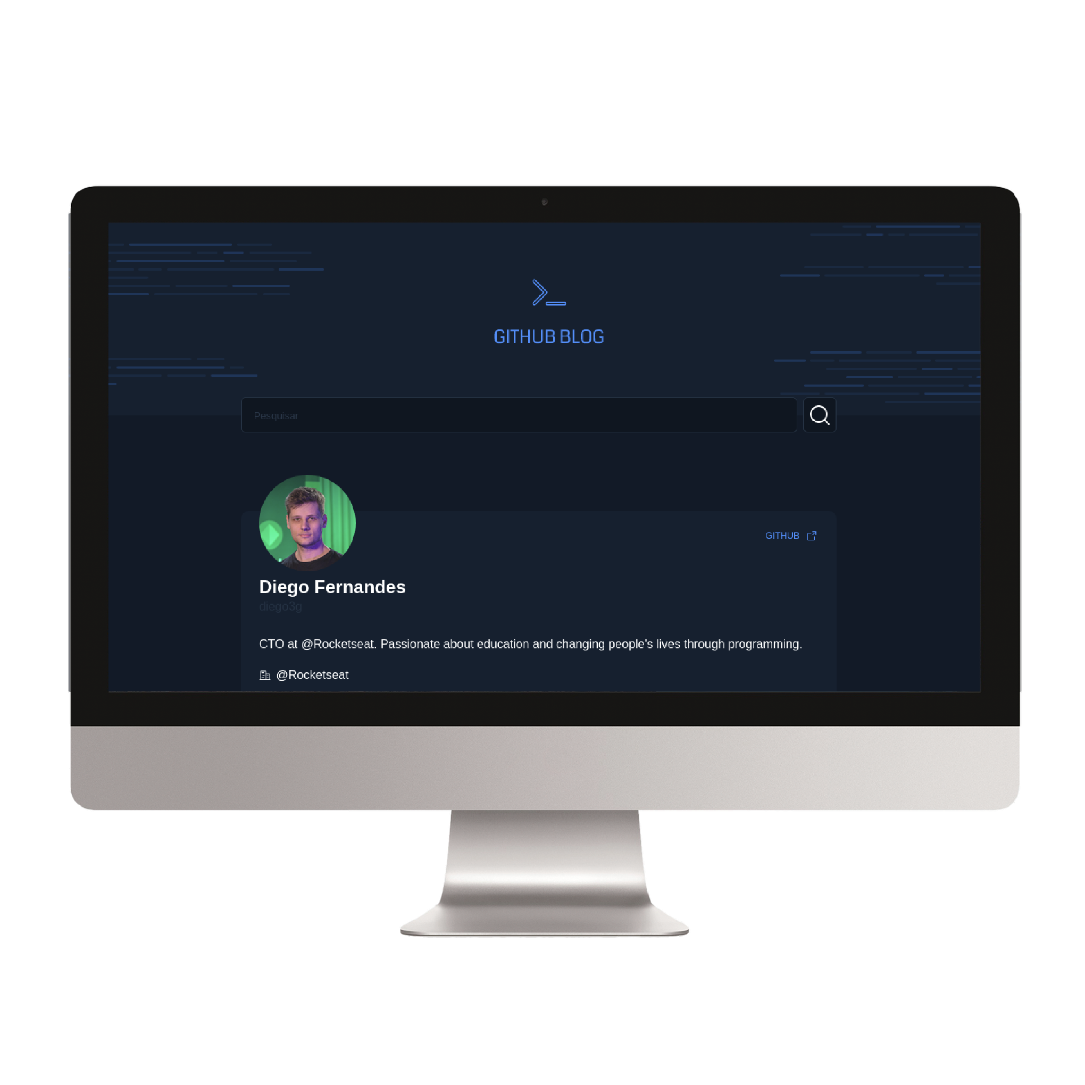 GITHUB BLOG
Pesquisar
GITHUB
Diego Fernandes
diego3g
CTO at @Rocketseat. Passionate about education and changing people's lives through programming.
@Rocketseat